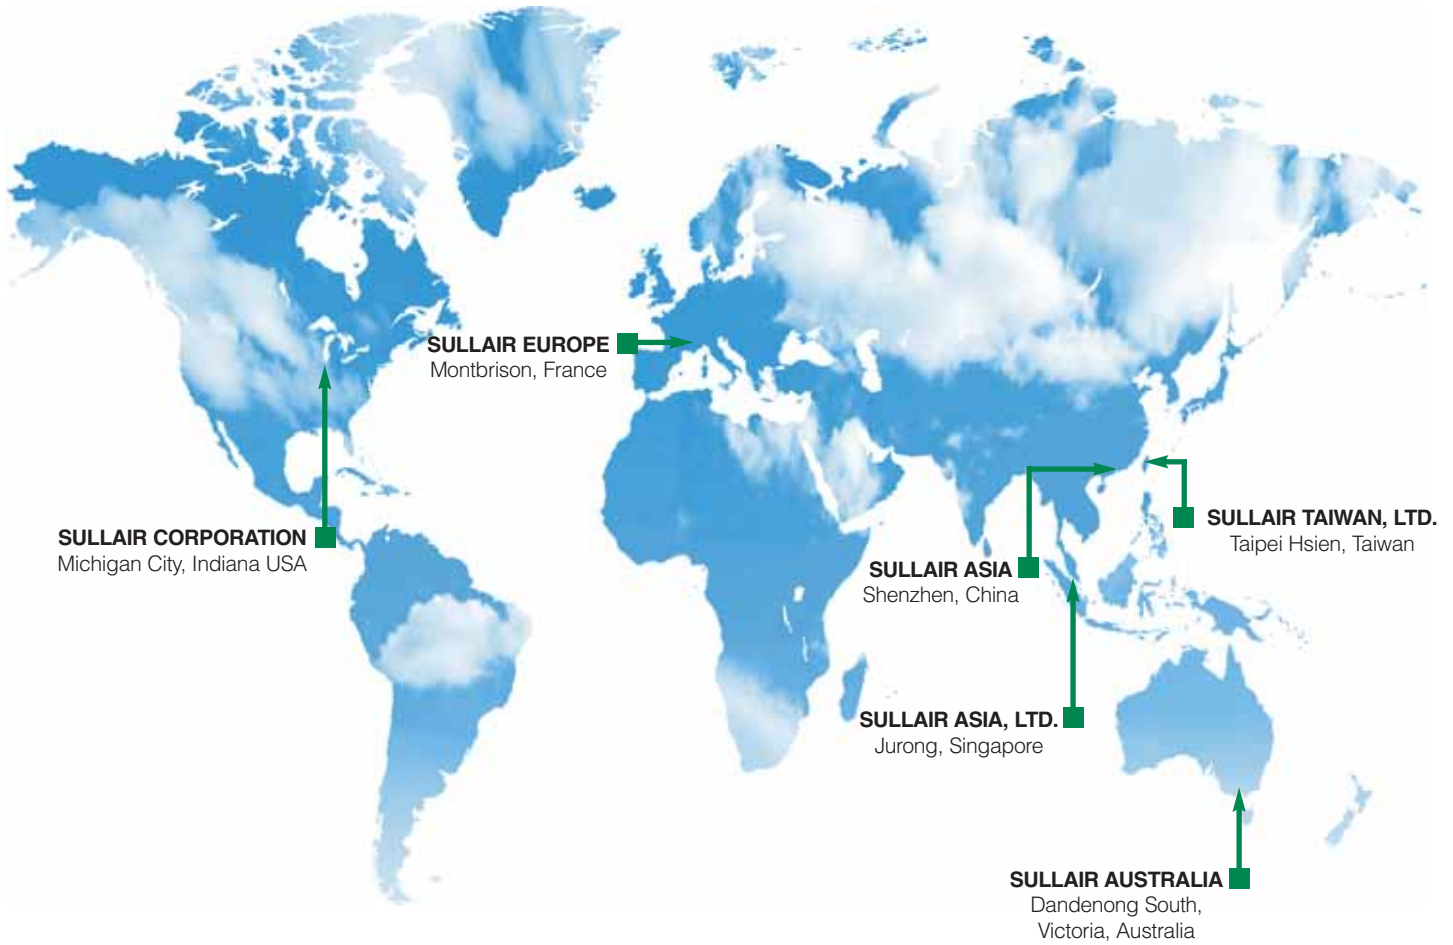 SULLAIR EUROPE
Montbrison, France
SULLAIR CORPORATION
Michigan City, Indiana USA
SULLAIR TAIWAN, LTD.
Taipei Hsien, Taiwan
SULLAIR ASIA
Shenzhen, China
SULLAIR ASIA, LTD.
Jurong, Singapore
SULLAIR AUSTRALIA
Dandenong South,
Victoria, Australia